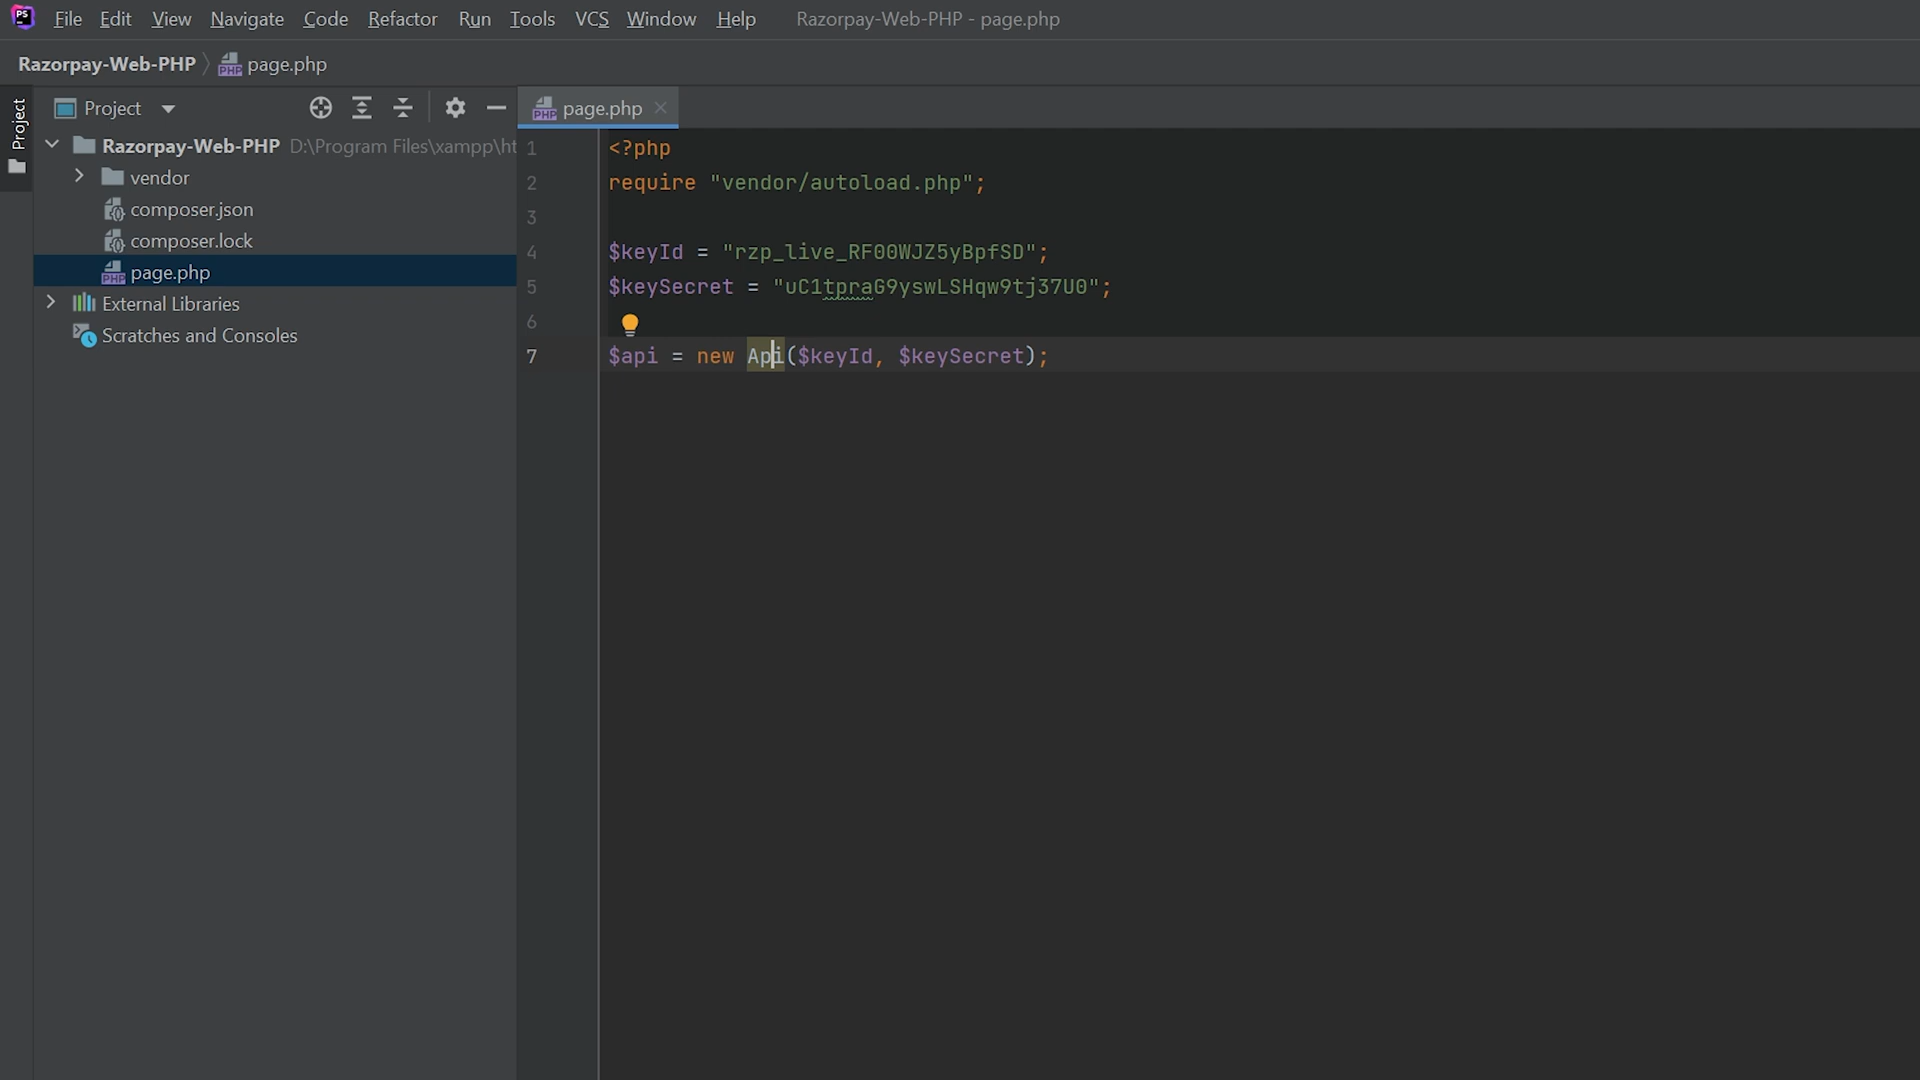 File Edit View Navigate Code Refactor Run Tools VCS Window Help Razorpay-Web-PHP - page.php
Razorpay-Web-PHP page.php
Project
Project
page.php
Razorpay-Web-PHP D:\Program Files\xampp\ht
vendor
composer.json
composer.lock
page.php
External Libraries
Scratches and Consoles
1 <?php
2 require "vendor/autoload.php";
3
4 $keyId = "rzp_live_RF00WJZ5yBpfSD";
5 $keySecret = "uC1tpraG9yswLSHqw9tj37U0";
6
7 $api = new Api($keyId, $keySecret);